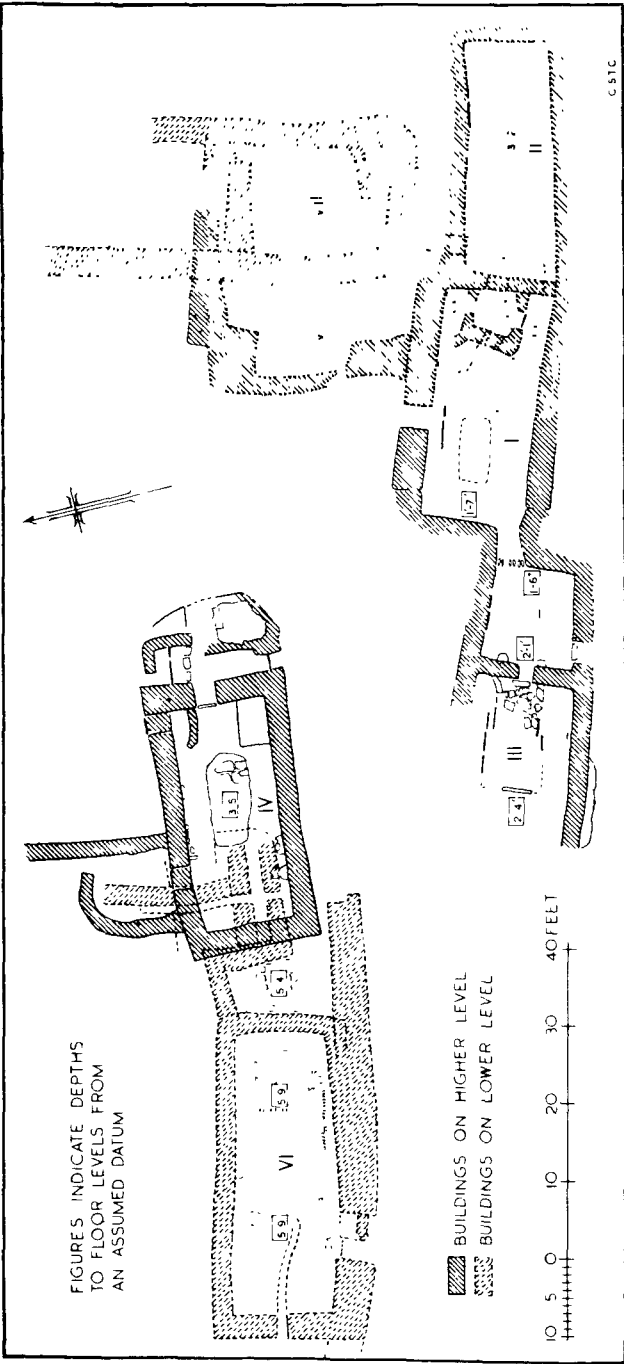 FIGURES INDICATE DEPTHS
TO FLOOR LEVELS FROM
AN ASSUMED DATUM
VI
5·9
5·9
5·4
IV
3·5
III
2·4
2·1
1·6
1·7
I
II
BUILDINGS ON HIGHER LEVEL
BUILDINGS ON LOWER LEVEL
10 5 0 10 20 30 40 FEET